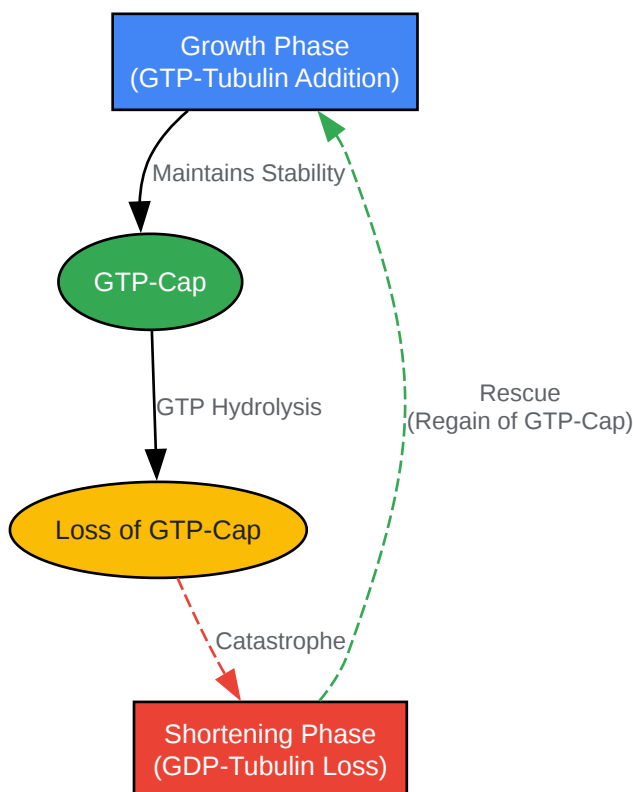 Growth Phase
(GTP-Tubulin Addition)
Maintains Stability
GTP-Cap
GTP Hydrolysis
Rescue
(Regain of GTP-Cap)
Loss of GTP-Cap
Catastrophe
Shortening Phase
(GDP-Tubulin Loss)